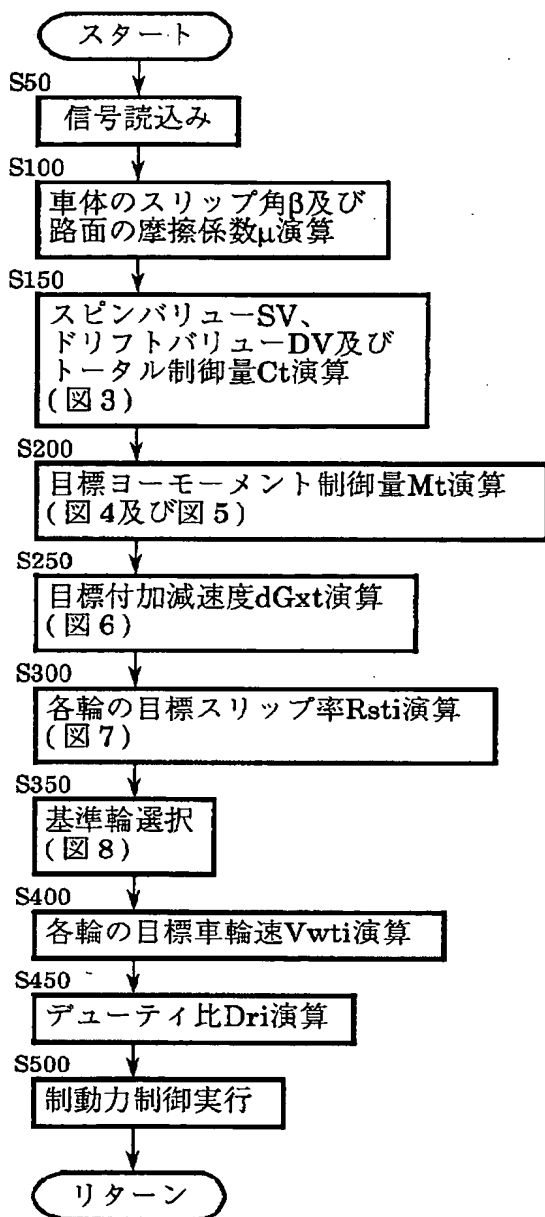 スタート
S50
信号読込み
S100
車体のスリップ角β及び
路面の摩擦係数μ演算
S150
スピンバリューSV、
ドリフトバリューDV及び
トータル制御量Ct演算
(図3)
S200
目標ヨーモーメント制御量Mt演算
(図4及び図5)
S250
目標付加減速度dGxt演算
(図6)
S300
各輪の目標スリップ率Rsti演算
(図7)
S350
基準輪選択
(図8)
S400
各輪の目標車輪速Vwti演算
S450
デューティ比Dri演算
S500
制動力制御実行
リターン